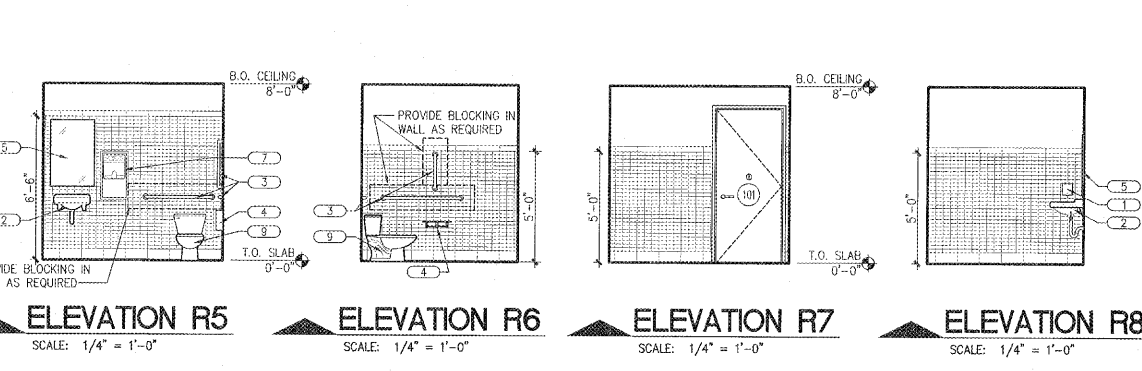 B.O. CEILING
8'-0"
5
6'-6"
2
7
3
4
9
T.O. SLAB
0'-0"
IDE BLOCKING IN
AS REQUIRED
ELEVATION R5
SCALE: 1/4" = 1'-0"
PROVIDE BLOCKING IN
WALL AS REQUIRED
3
9
4
5'-0"
ELEVATION R6
SCALE: 1/4" = 1'-0"
B.O. CEILING
8'-0"
5'-0"
101
T.O. SLAB
0'-0"
ELEVATION R7
SCALE: 1/4" = 1'-0"
5'-0"
5
1
2
ELEVATION R8
SCALE: 1/4" = 1'-0"